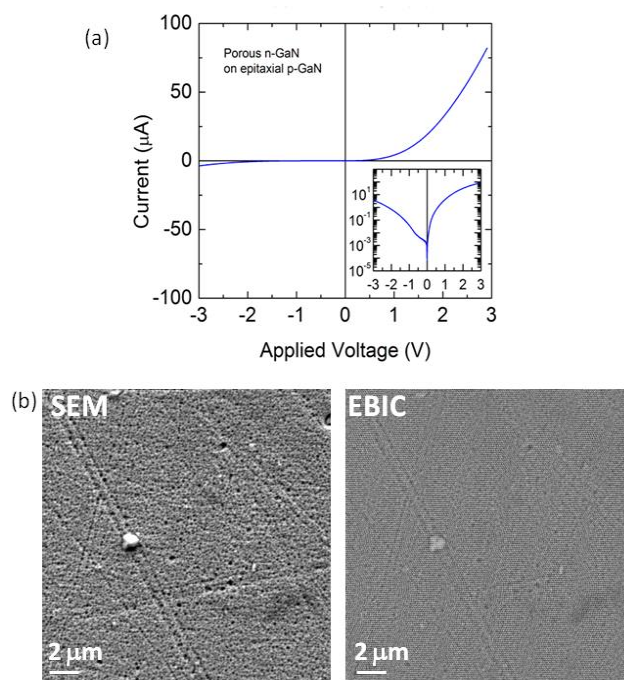 (a)
100
50
0
-50
-100
Current (μA)
Porous n-GaN
on epitaxial p-GaN
10¹
10⁻¹
10⁻³
10⁻⁵
-3 -2 -1 0 1 2 3
-3 -2 -1 0 1 2 3
Applied Voltage (V)
(b)
SEM
2 μm
EBIC
2 μm